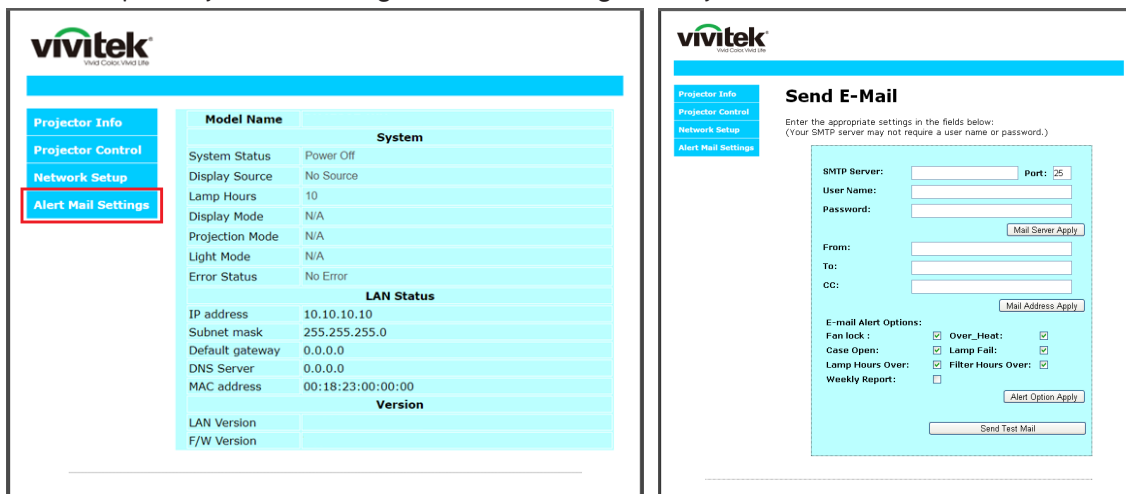 vivitek
Vivid Color, Vivid Life
Projector Info
Projector Control
Network Setup
Alert Mail Settings
Model Name
System
System Status Power Off
Display Source No Source
Lamp Hours 10
Display Mode N/A
Projection Mode N/A
Light Mode N/A
Error Status No Error
LAN Status
IP address 10.10.10.10
Subnet mask 255.255.255.0
Default gateway 0.0.0.0
DNS Server 0.0.0.0
MAC address 00:18:23:00:00:00
Version
LAN Version
F/W Version
vivitek
Vivid Color, Vivid Life
Projector Info
Projector Control
Network Setup
Alert Mail Settings
Send E-Mail
Enter the appropriate settings in the fields below:
(Your SMTP server may not require a user name or password.)
SMTP Server: Port: 25
User Name:
Password:
Mail Server Apply
From:
To:
CC:
Mail Address Apply
E-mail Alert Options:
Fan lock : Over_Heat:
Case Open: Lamp Fail:
Lamp Hours Over: Filter Hours Over:
Weekly Report:
Alert Option Apply
Send Test Mail